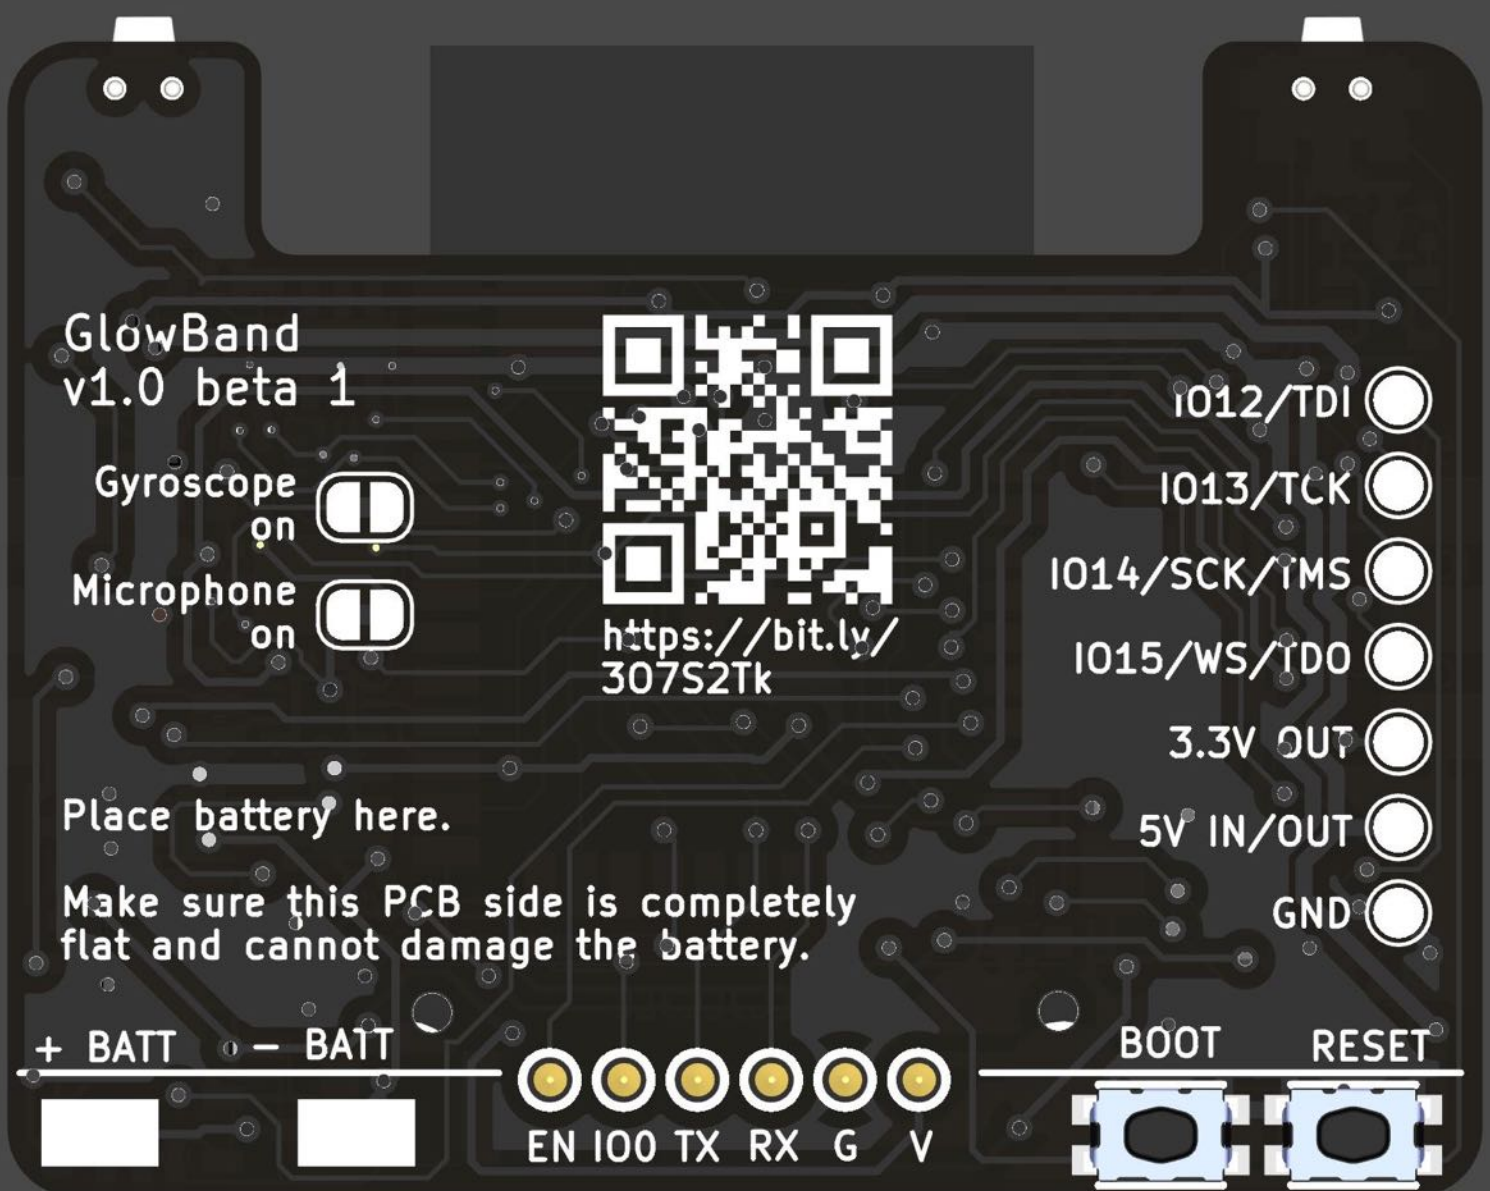 GlowBand
v1.0 beta 1
Gyroscope
on
Microphone
on
https://bit.ly/
3O7S2Tk
IO12/TDI
IO13/TCK
IO14/SCK/TMS
IO15/WS/TDO
3.3V OUT
5V IN/OUT
GND
Place battery here.
Make sure this PCB side is completely
flat and cannot damage the battery.
+ BATT
- BATT
BOOT
RESET
EN IO0 TX RX G V